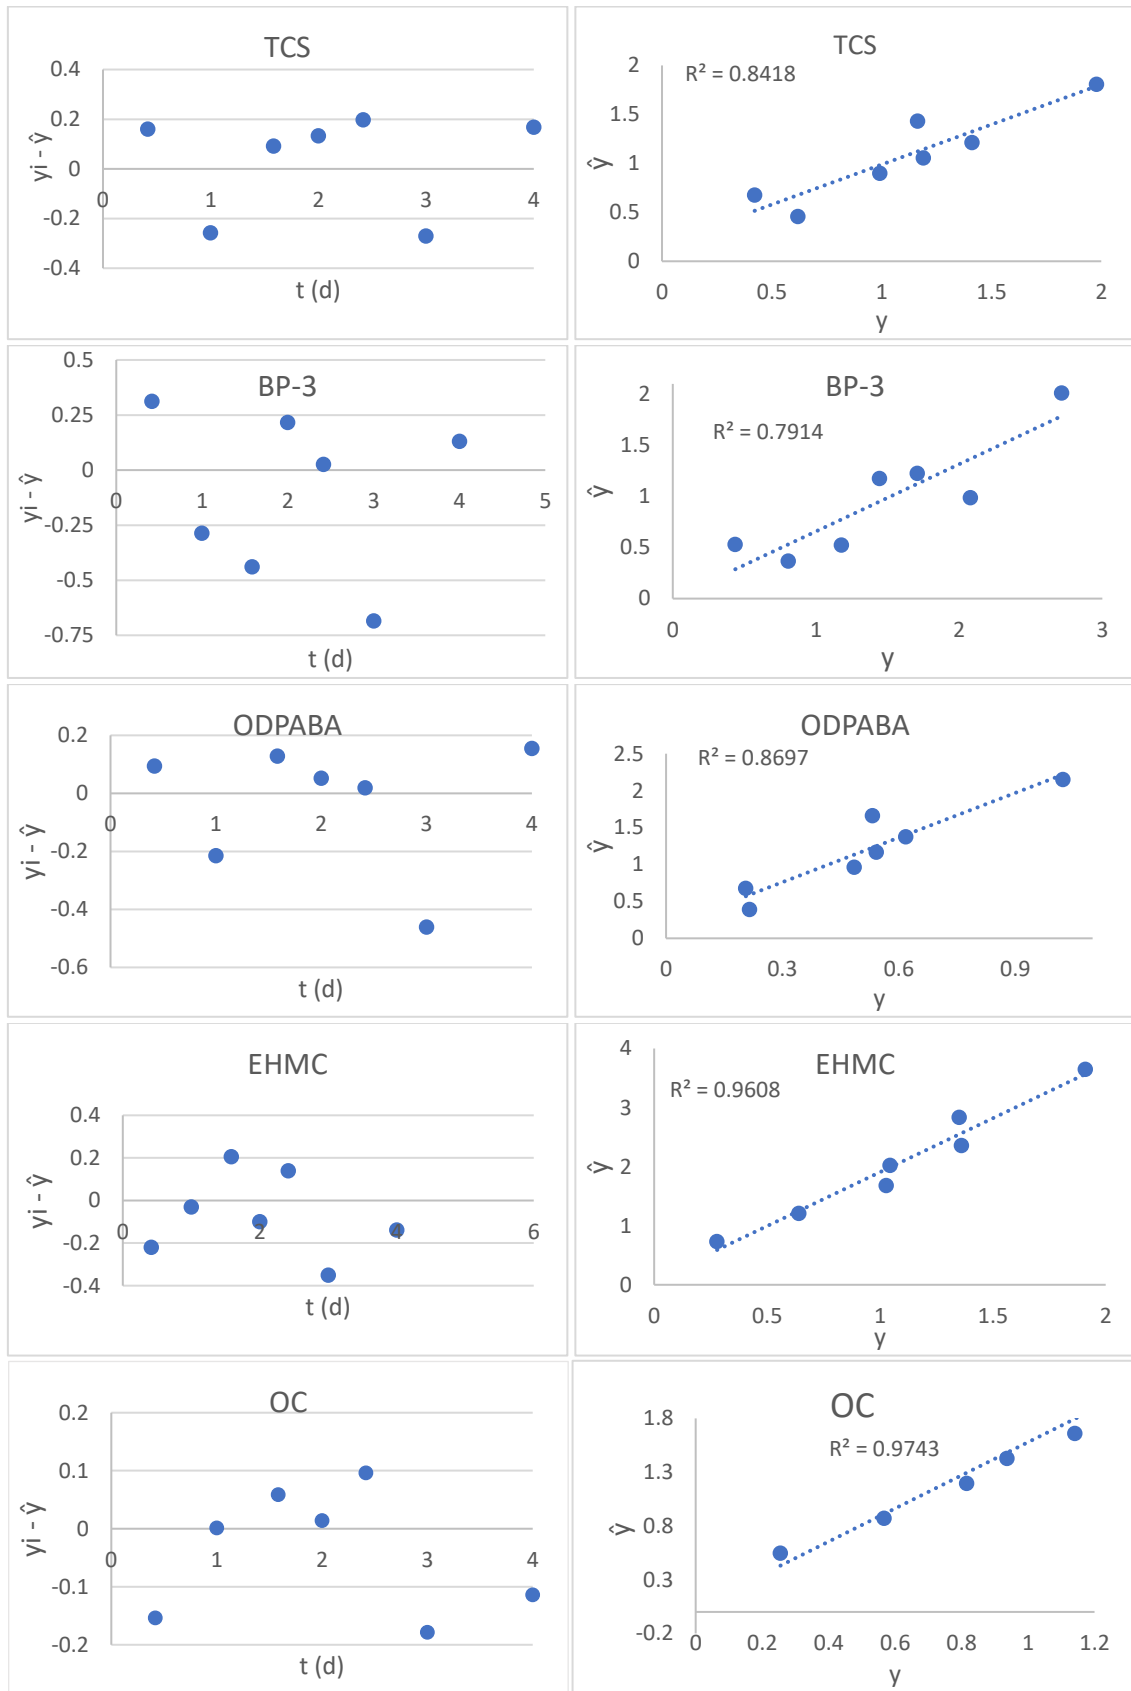 TCS
0.4
0.2
0
-0.2
-0.4
0
1
2
3
4
yi - ŷ
t (d)
TCS
R² = 0.8418
2
1.5
1
0.5
0
0
0.5
1
1.5
2
ŷ
y
BP-3
0.5
0.25
0
-0.25
-0.5
-0.75
0
1
2
3
4
5
yi - ŷ
t (d)
BP-3
R² = 0.7914
2
1.5
1
0.5
0
0
1
2
3
ŷ
y
ODPABA
0.2
0
-0.2
-0.4
-0.6
0
1
2
3
4
yi - ŷ
t (d)
ODPABA
R² = 0.8697
2.5
2
1.5
1
0.5
0
0
0.3
0.6
0.9
ŷ
y
EHMC
0.4
0.2
0
-0.2
-0.4
0
2
4
6
yi - ŷ
t (d)
EHMC
R² = 0.9608
4
3
2
1
0
0
0.5
1
1.5
2
ŷ
y
OC
0.2
0.1
0
-0.1
-0.2
0
1
2
3
4
yi - ŷ
t (d)
OC
R² = 0.9743
1.8
1.3
0.8
0.3
-0.2
0
0.2
0.4
0.6
0.8
1
1.2
ŷ
y